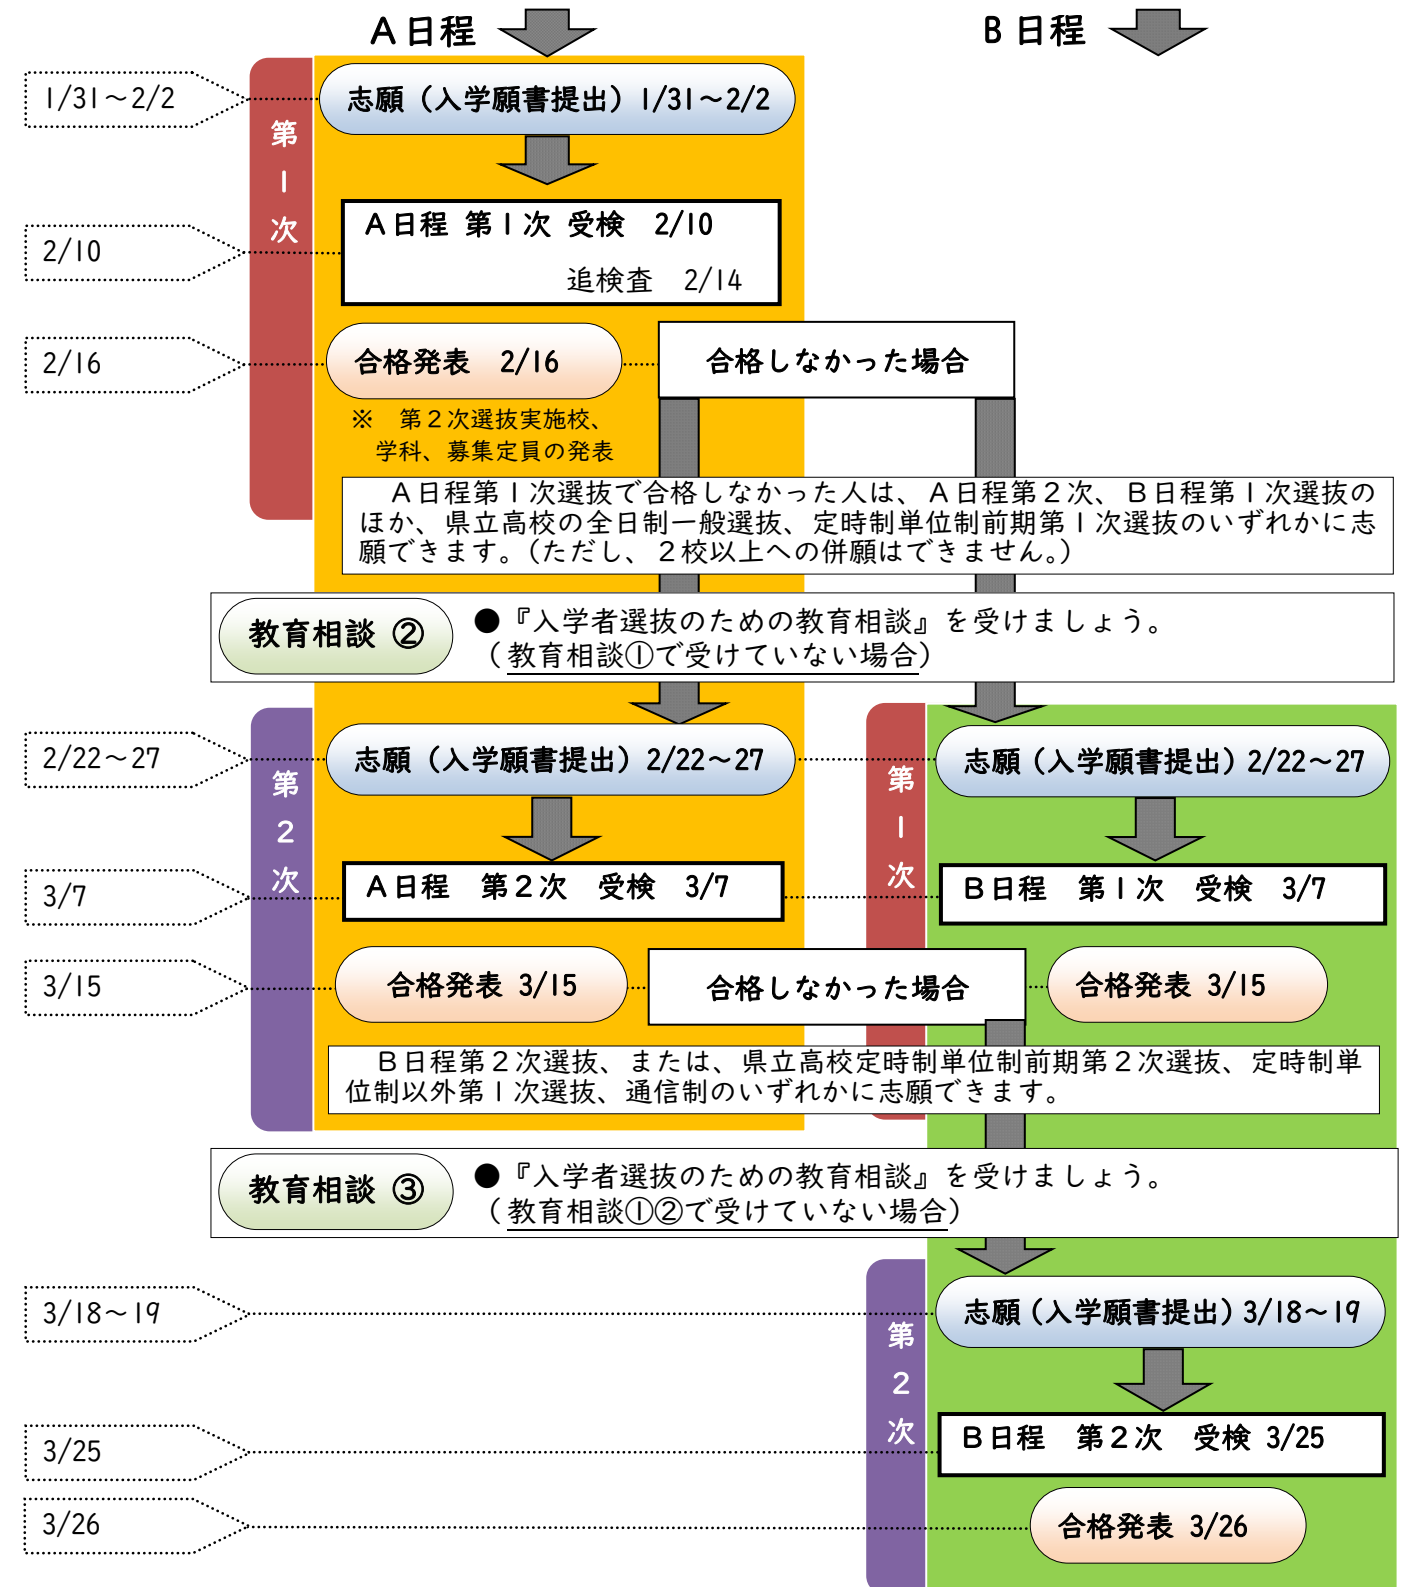 A日程
B日程
1/31～2/2
志願（入学願書提出）1/31～2/2
第1次
2/10
A日程 第1次 受検 2/10
追検査 2/14
2/16
合格発表 2/16
合格しなかった場合
※ 第2次選抜実施校、
学科、募集定員の発表
A日程第1次選抜で合格しなかった人は、A日程第2次、B日程第1次選抜の
ほか、県立高校の全日制一般選抜、定時制単位制前期第1次選抜のいずれかに志
願できます。（ただし、2校以上への併願はできません。）
教育相談 ②
●『入学者選抜のための教育相談』を受けましょう。
（教育相談①で受けていない場合）
2/22～27
志願（入学願書提出）2/22～27
志願（入学願書提出）2/22～27
第2次
第1次
3/7
A日程 第2次 受検 3/7
B日程 第1次 受検 3/7
3/15
合格発表 3/15
合格しなかった場合
合格発表 3/15
B日程第2次選抜、または、県立高校定時制単位制前期第2次選抜、定時制単
位制以外第1次選抜、通信制のいずれかに志願できます。
教育相談 ③
●『入学者選抜のための教育相談』を受けましょう。
（教育相談①②で受けていない場合）
3/18～19
志願（入学願書提出）3/18～19
第2次
3/25
B日程 第2次 受検 3/25
3/26
合格発表 3/26